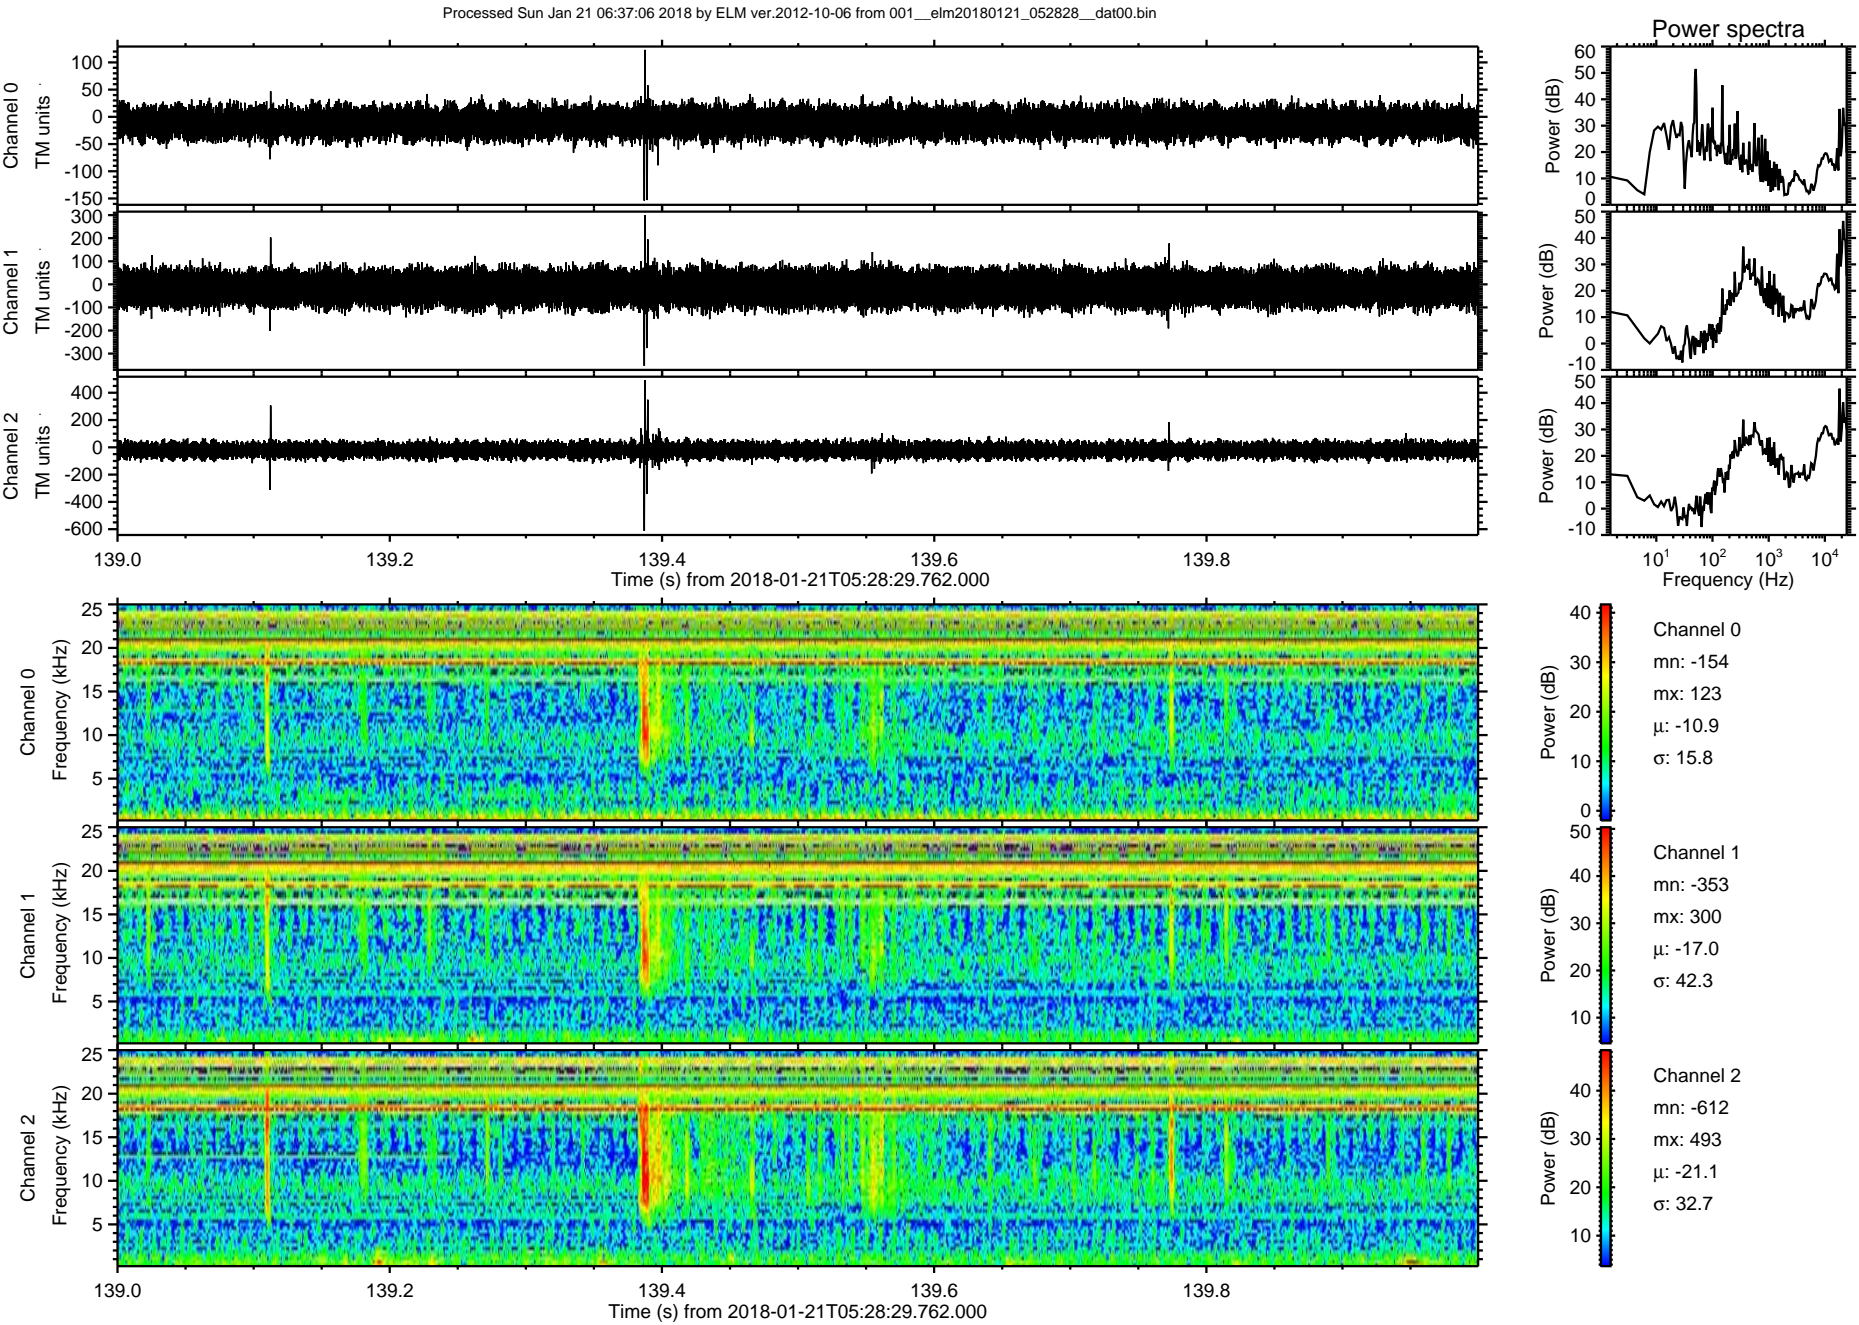 Processed Sun Jan 21 06:37:06 2018 by ELM ver.2012-10-06 from 001__elm20180121_052828__dat00.bin
Power spectra
Channel 0
TM units
100
50
0
-50
-100
-150
Power (dB)
60
50
40
30
20
10
0
Channel 1
TM units
300
200
100
0
-100
-200
-300
Power (dB)
50
40
30
20
10
0
-10
Channel 2
TM units
400
200
0
-200
-400
-600
Power (dB)
50
40
30
20
10
0
-10
139.0 139.2 139.4 139.6 139.8
Time (s) from 2018-01-21T05:28:29.762.000
10¹ 10² 10³ 10⁴
Frequency (Hz)
Channel 0
Frequency (kHz)
25
20
15
10
5
Power (dB)
40
30
20
10
0
Channel 0
mn: -154
mx: 123
μ: -10.9
σ: 15.8
Channel 1
Frequency (kHz)
25
20
15
10
5
Power (dB)
50
40
30
20
10
Channel 1
mn: -353
mx: 300
μ: -17.0
σ: 42.3
Channel 2
Frequency (kHz)
25
20
15
10
5
Power (dB)
40
30
20
10
Channel 2
mn: -612
mx: 493
μ: -21.1
σ: 32.7
139.0 139.2 139.4 139.6 139.8
Time (s) from 2018-01-21T05:28:29.762.000